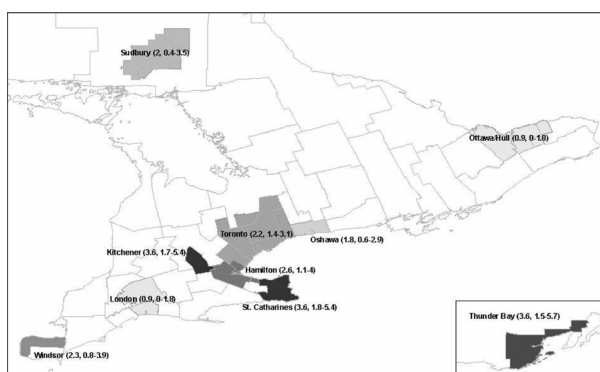 Sudbury (2, 0.4-3.5)
Ottawa/Hull (0.9, 0-1.8)
Toronto (2.2, 1.4-3.1)
Oshawa (1.8, 0.6-2.9)
Kitchener (3.6, 1.7-5.4)
Hamilton (2.6, 1.1-4)
London (0.9, 0-1.8)
St. Catharines (3.6, 1.8-5.4)
Thunder Bay (3.6, 1.5-5.7)
Windsor (2.3, 0.8-3.9)